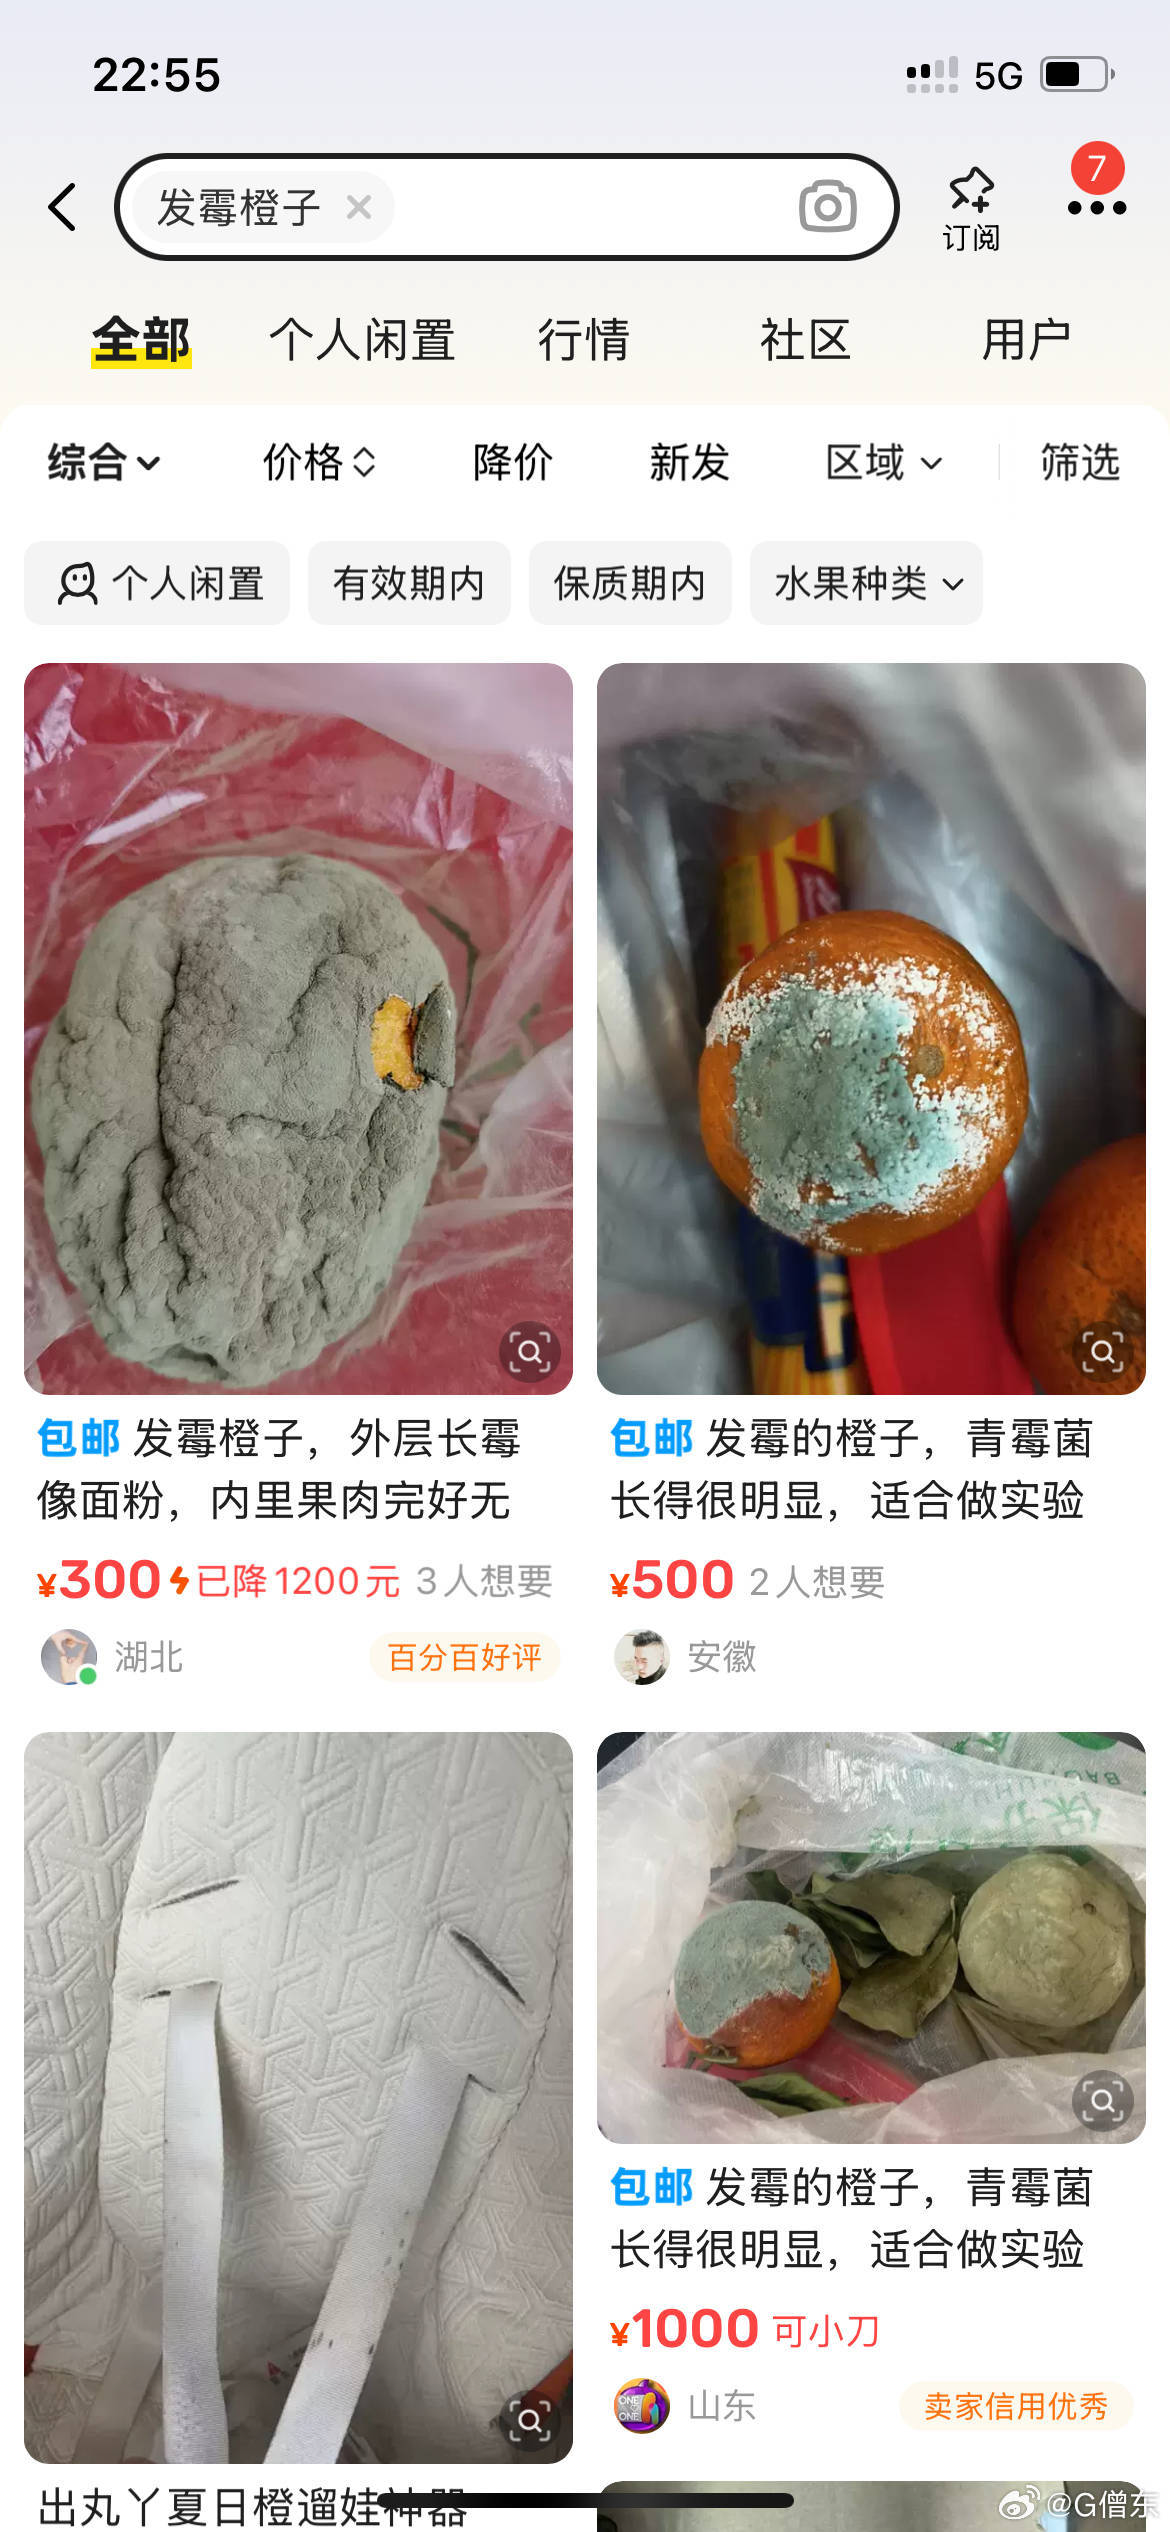 22:55
5G
发霉橙子
订阅
7
全部 个人闲置 行情 社区 用户
综合 价格 降价 新发 区域 筛选
个人闲置 有效期内 保质期内 水果种类
包邮 发霉橙子，外层长霉
像面粉，内里果肉完好无
¥300 已降1200元 3人想要
湖北 百分百好评
包邮 发霉的橙子，青霉菌
长得很明显，适合做实验
¥500 2人想要
安徽
出丸丫夏日橙遛娃神器
包邮 发霉的橙子，青霉菌
长得很明显，适合做实验
¥1000 可小刀
ONE
ONE
山东 卖家信用优秀
@G僧东